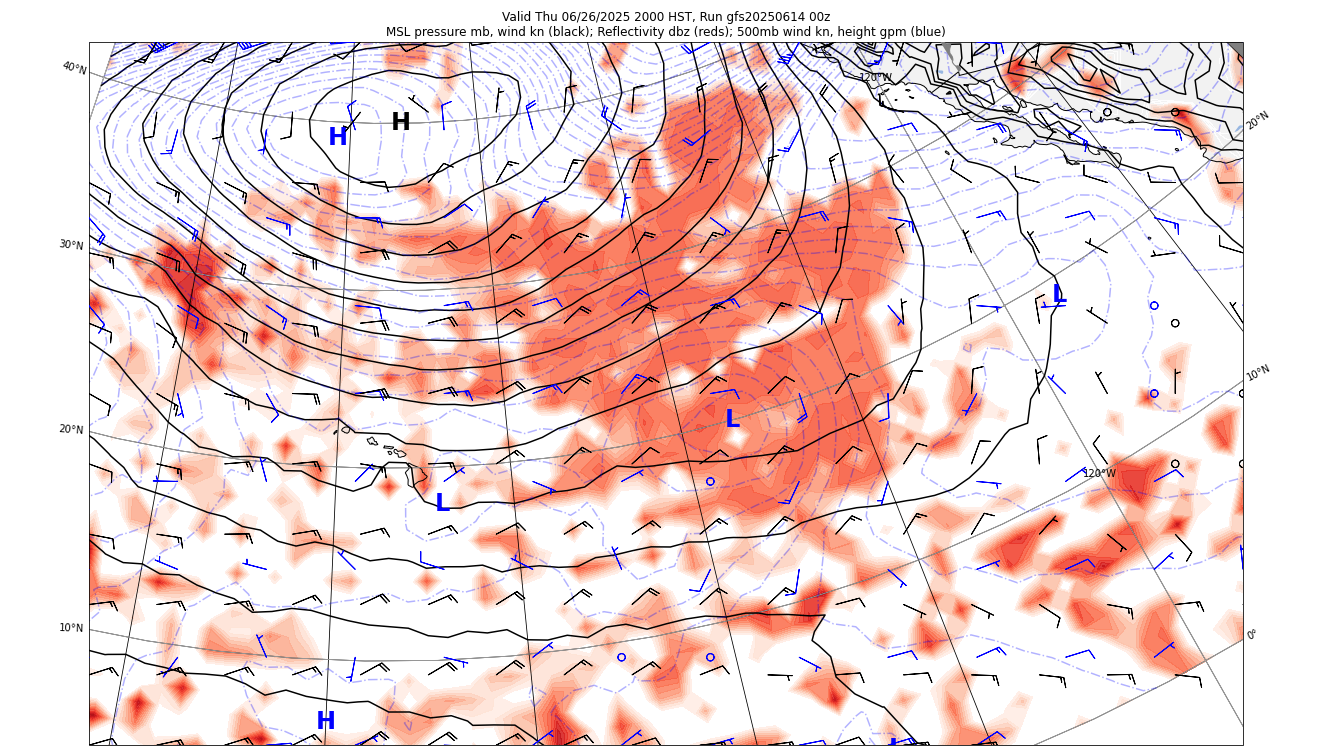 Valid Thu 06/26/2025 2000 HST, Run gfs20250614 00z
MSL pressure mb, wind kn (black); Reflectivity dbz (reds); 500mb wind kn, height gpm (blue)
40°N
120°W
20°N
H
H
30°N
L
10°N
20°N
L
120°W
L
10°N
0°
H
L